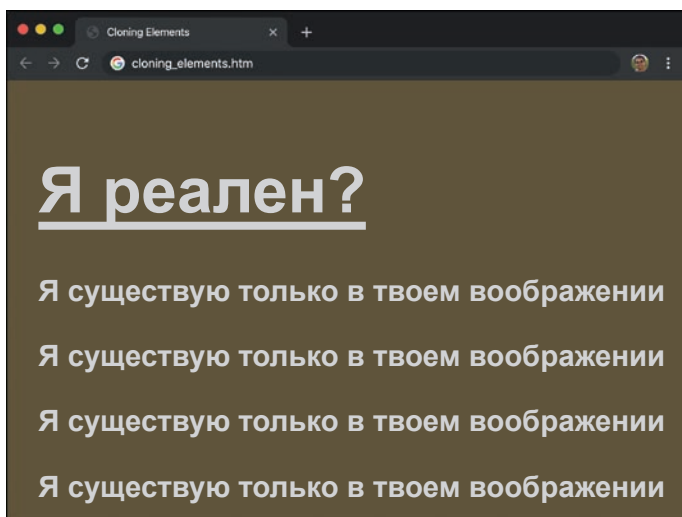 Cloning Elements
cloning_elements.htm
Я реален?
Я существую только в твоем воображении
Я существую только в твоем воображении
Я существую только в твоем воображении
Я существую только в твоем воображении